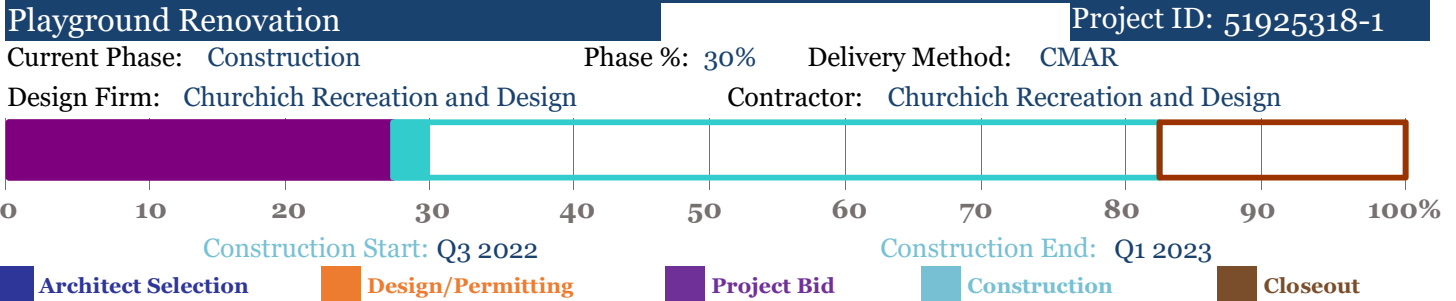 Playground Renovation Project ID: 51925318-1
Current Phase: Construction Phase %: 30% Delivery Method: CMAR
Design Firm: Churchich Recreation and Design Contractor: Churchich Recreation and Design
0 10 20 30 40 50 60 70 80 90 100%
Construction Start: Q3 2022 Construction End: Q1 2023
Architect Selection Design/Permitting Project Bid Construction Closeout